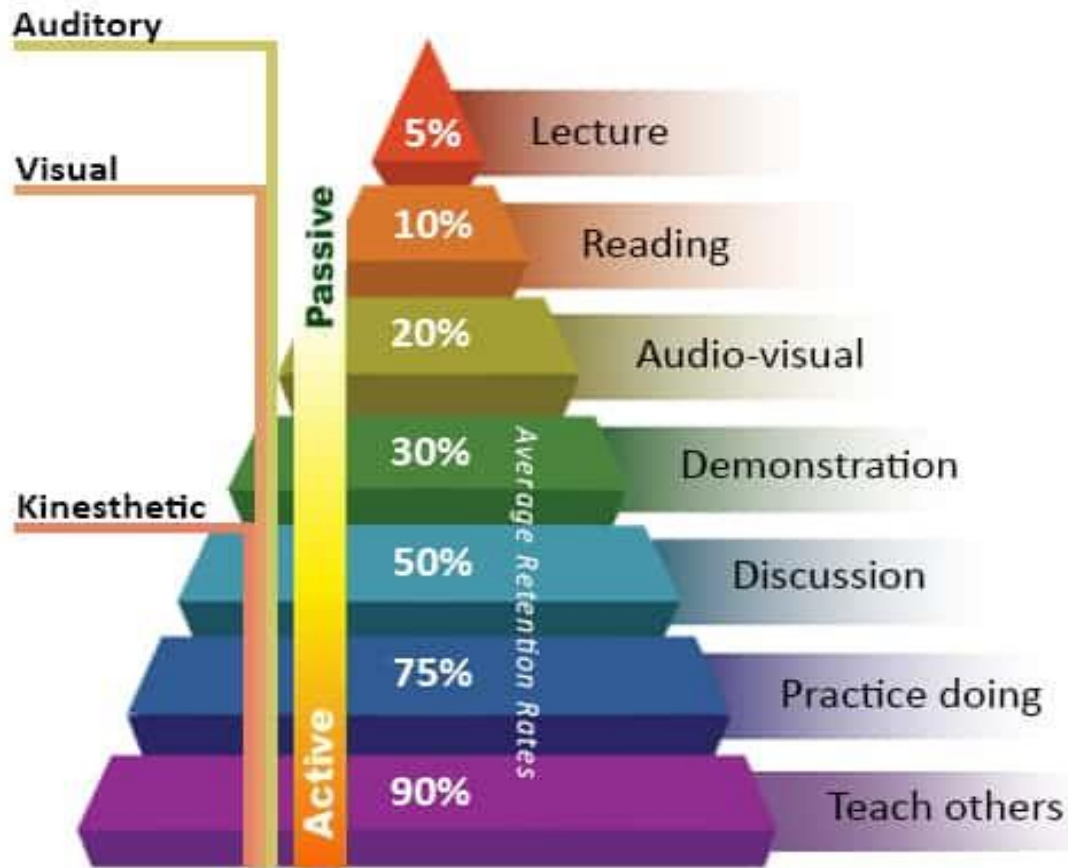 Auditory
5%
Lecture
Visual
10%
Reading
Passive
20%
Audio-visual
30%
Demonstration
Kinesthetic
50%
Discussion
Average Retention Rates
75%
Practice doing
Active
90%
Teach others